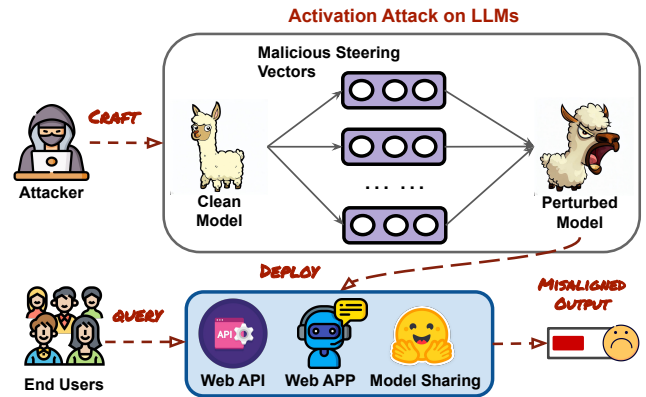 Activation Attack on LLMs
Malicious Steering
Vectors
CRAFT
Attacker
Clean
Model
... ...
Perturbed
Model
DEPLOY
MISALIGNED
OUTPUT
QUERY
API
End Users
Web API
Web APP
Model Sharing